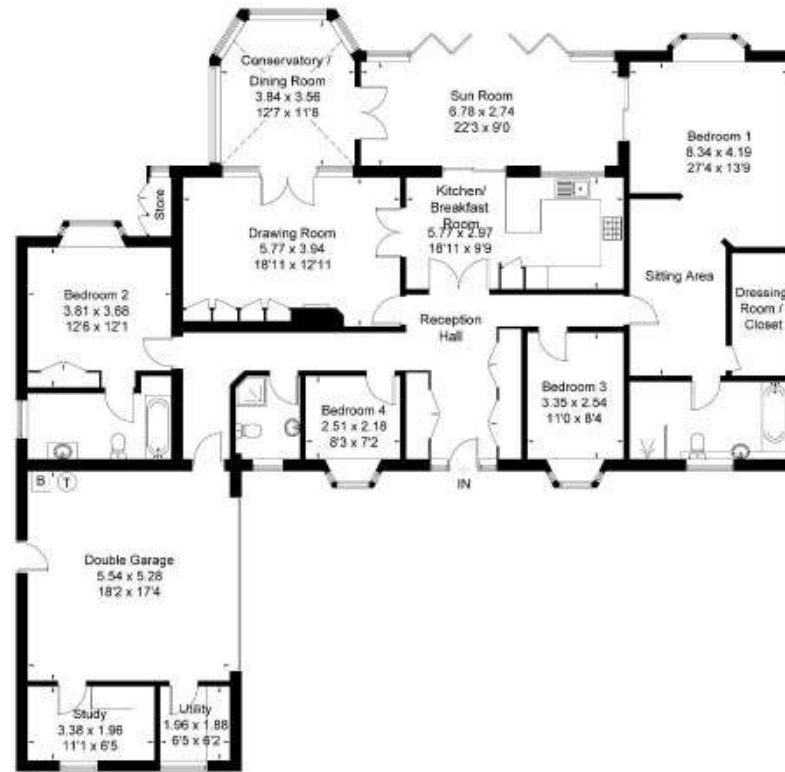 Conservatory /
Dining Room
3.84 x 3.56
12'7 x 11'8
Sun Room
6.78 x 2.74
22'3 x 9'0
Bedroom 1
8.34 x 4.19
27'4 x 13'9
Store
Kitchen/
Breakfast
Room
5.77 x 2.97
18'11 x 9'9
Drawing Room
5.77 x 3.94
18'11 x 12'11
Bedroom 2
3.81 x 3.68
12'6 x 12'1
Sitting Area
Dressing
Room /
Closet
Reception
Hall
Bedroom 3
3.35 x 2.54
11'0 x 8'4
Bedroom 4
2.51 x 2.18
8'3 x 7'2
IN
B
T
Double Garage
5.54 x 5.28
18'2 x 17'4
Study
3.38 x 1.96
11'1 x 6'5
Utility
1.96 x 1.88
6'5 x 6'2